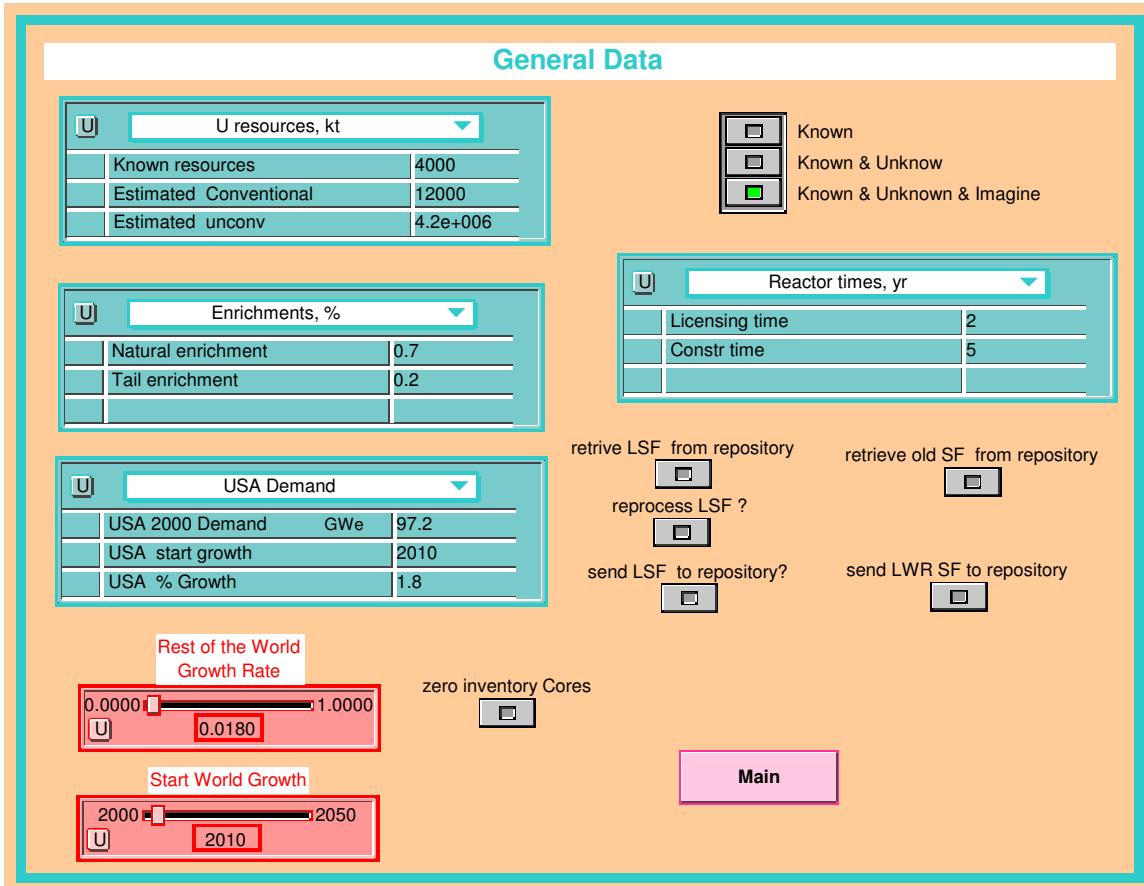 General Data
U U resources, kt
Known resources 4000
Estimated Conventional 12000
Estimated unconv 4.2e+006
Known
Known & Unknow
Known & Unknown & Imagine
U Enrichments, %
Natural enrichment 0.7
Tail enrichment 0.2
U Reactor times, yr
Licensing time 2
Constr time 5
U USA Demand
USA 2000 Demand GWe 97.2
USA start growth 2010
USA % Growth 1.8
retrive LSF from repository
retrieve old SF from repository
reprocess LSF ?
send LSF to repository?
send LWR SF to repository
Rest of the World
Growth Rate
0.0000 1.0000
U 0.0180
zero inventory Cores
Main
Start World Growth
2000 2050
U 2010